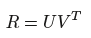 R = UV^T